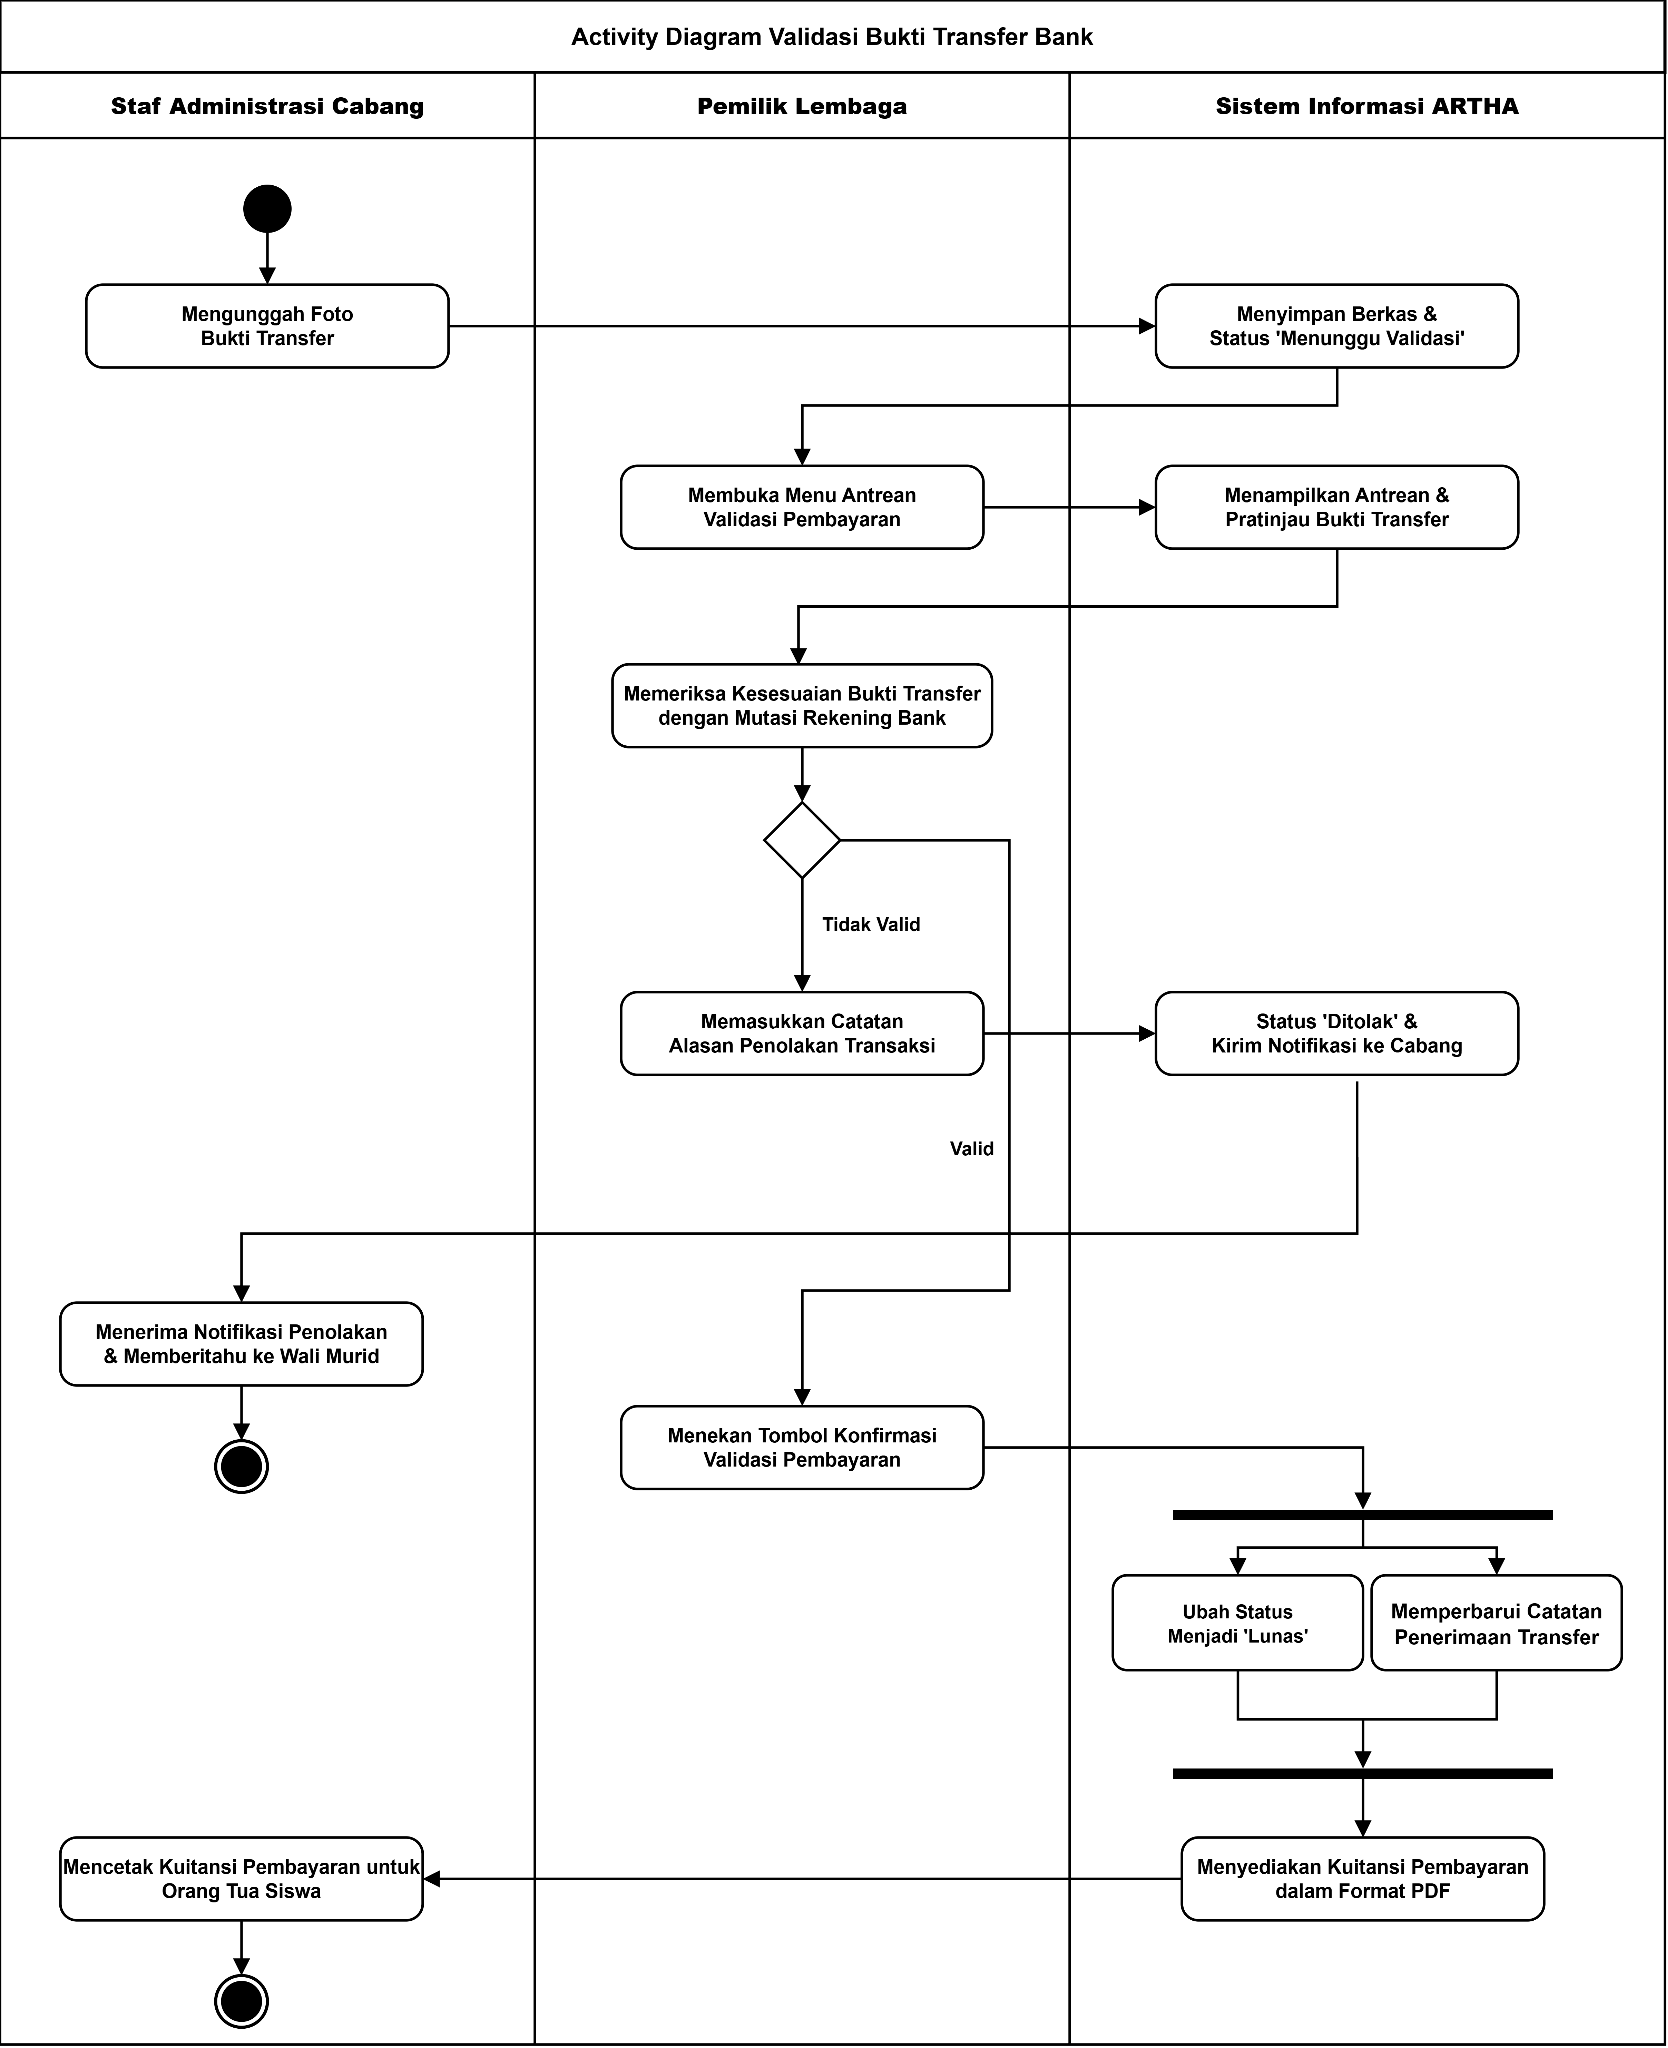 Activity Diagram Validasi Bukti Transfer Bank
Staf Administrasi Cabang
Pemilik Lembaga
Sistem Informasi ARTHA
Mengunggah Foto
Bukti Transfer
Menyimpan Berkas &
Status 'Menunggu Validasi'
Membuka Menu Antrean
Validasi Pembayaran
Menampilkan Antrean &
Pratinjau Bukti Transfer
Memeriksa Kesesuaian Bukti Transfer
dengan Mutasi Rekening Bank
Tidak Valid
Memasukkan Catatan
Alasan Penolakan Transaksi
Status 'Ditolak' &
Kirim Notifikasi ke Cabang
Valid
Menerima Notifikasi Penolakan
& Memberitahu ke Wali Murid
Menekan Tombol Konfirmasi
Validasi Pembayaran
Ubah Status
Menjadi 'Lunas'
Memperbarui Catatan
Penerimaan Transfer
Mencetak Kuitansi Pembayaran untuk
Orang Tua Siswa
Menyediakan Kuitansi Pembayaran
dalam Format PDF